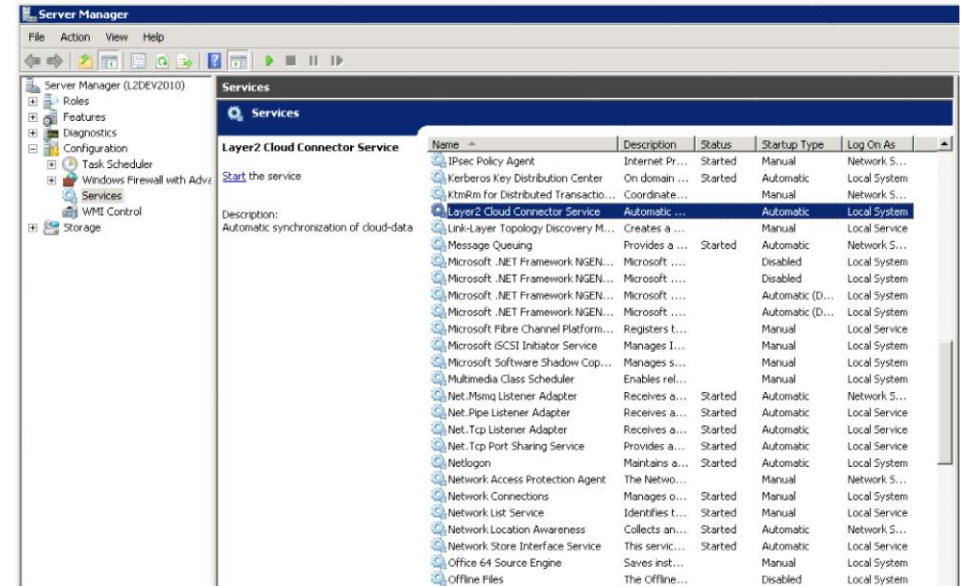 Server Manager
File Action View Help
Server Manager (L2DEV2010)
Roles
Features
Diagnostics
Configuration
Task Scheduler
Windows Firewall with Adva
Services
WMI Control
Storage
Services
Services
Layer2 Cloud Connector Service
Start the service
Description:
Automatic synchronization of cloud-data
Name Description Status Startup Type Log On As
IPsec Policy Agent Internet Pr... Started Manual Network S...
Kerberos Key Distribution Center On domain ... Started Automatic Local System
KtmRm for Distributed Transactio... Coordinate... Manual Network S...
Layer2 Cloud Connector Service Automatic ... Automatic Local System
Link-Layer Topology Discovery M... Creates a ... Manual Local Service
Message Queuing Provides a ... Started Automatic Network S...
Microsoft .NET Framework NGEN... Microsoft .... Disabled Local System
Microsoft .NET Framework NGEN... Microsoft .... Disabled Local System
Microsoft .NET Framework NGEN... Microsoft .... Automatic (D... Local System
Microsoft .NET Framework NGEN... Microsoft .... Automatic (D... Local System
Microsoft Fibre Channel Platform... Registers t... Manual Local Service
Microsoft iSCSI Initiator Service Manages I... Manual Local System
Microsoft Software Shadow Cop... Manages s... Manual Local System
Multimedia Class Scheduler Enables rel... Manual Local System
Net.Msmq Listener Adapter Receives a... Started Automatic Network S...
Net.Pipe Listener Adapter Receives a... Started Automatic Local Service
Net.Tcp Listener Adapter Receives a... Started Automatic Local Service
Net.Tcp Port Sharing Service Provides a... Started Automatic Local Service
Netlogon Maintains a... Started Automatic Local System
Network Access Protection Agent The Netwo... Manual Network S...
Network Connections Manages o... Started Manual Local System
Network List Service Identifies t... Started Manual Local Service
Network Location Awareness Collects an... Started Automatic Network S...
Network Store Interface Service This servic... Started Automatic Local Service
Office 64 Source Engine Saves inst... Manual Local System
Offline Files The Offline... Disabled Local System